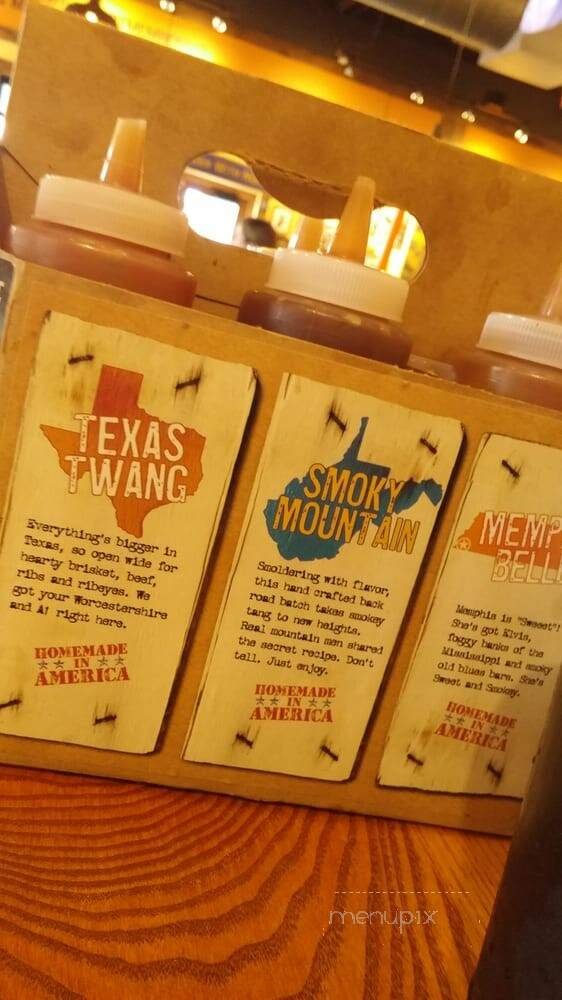 TEXAS
TWANG
Everything's bigger in
Texas, so open wide for
hearty brisket, beef,
ribs and ribeyes. We
got your Worcestershire
and A! right here.
HOMEMADE
IN
AMERICA
SMOKY
MOUNTAIN
Smoldering with flavor,
this hand crafted back
road batch takes smokey
tang to new heights.
Real mountain men shared
the secret recipe. Don't
tell. Just enjoy.
HOMEMADE
IN
AMERICA
MEMP
BELL
Memphis is "Sweeet"!
She's got Elvis,
foggy banks of the
Mississippi and smoky
old blues bars. She's
Sweet and Smokey.
HOMEMADE
IN
AMERICA
menupix